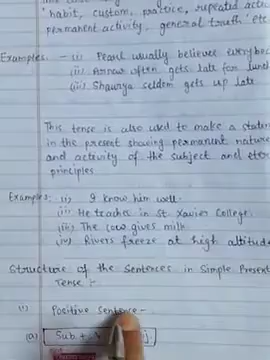 'habit, custom, practice, repeated acti
permanent activity, general truth' etc
Examples - (i) Pearl usually believes everybo
(ii) Arnav often gets late for lunch
(iii) Shaurya seldom gets up late
This tense is also used to make a staten
in the present showing permanent nature
and activity of the subject and eter
principles
Examples: (i) I know him well.
(ii) He teaches in St. Xavier College.
(iii) The cow gives milk
(iv) Rivers freeze at high altitude
Structure of the Sentences in Simple Present
Tense :-
(i) Positive Sentence -
(a) Sub +